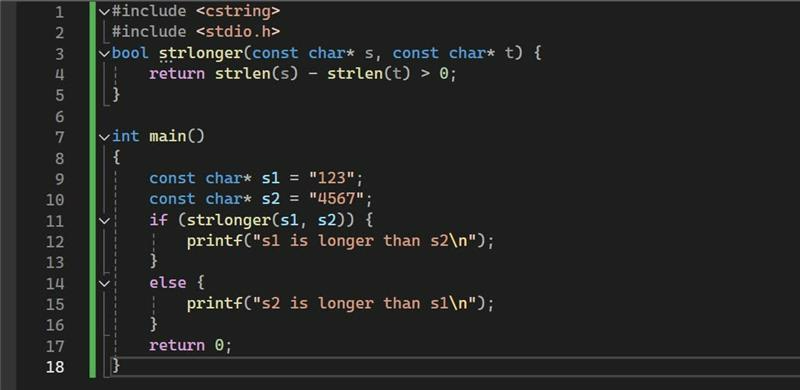 1 #include <cstring>
2 #include <stdio.h>
3 bool strlonger(const char* s, const char* t) {
4     return strlen(s) - strlen(t) > 0;
5 }
6
7 int main()
8 {
9     const char* s1 = "123";
10     const char* s2 = "4567";
11     if (strlonger(s1, s2)) {
12         printf("s1 is longer than s2\n");
13     }
14     else {
15         printf("s2 is longer than s1\n");
16     }
17     return 0;
18 }